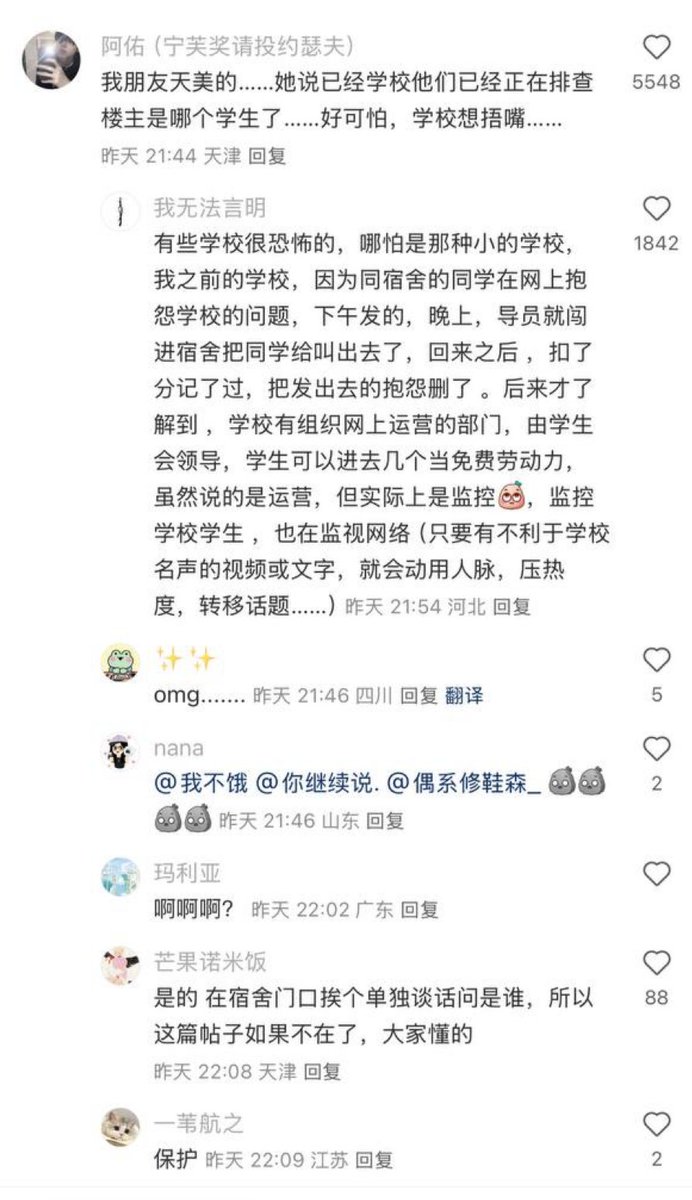 阿佑 (宁芙奖请投约瑟夫)
我朋友天美的……她说已经学校他们已经正在排查
5548
楼主是哪个学生了……好可怕，学校想捂嘴……
昨天 21:44 天津 回复
我无法言明
有些学校很恐怖的，哪怕是那种小的学校，
1842
我之前的学校，因为同宿舍的同学在网上抱
怨学校的问题，下午发的，晚上，导员就闯
进宿舍把同学给叫出去了，回来之后 ，扣了
分记了过，把发出去的抱怨删了 。后来才了
解到 ，学校有组织网上运营的部门，由学生
会领导，学生可以进去几个当免费劳动力，
虽然说的是运营，但实际上是监控，监控
学校学生 ，也在监视网络 (只要有不利于学校
名声的视频或文字，就会动用人脉，压热
度，转移话题……) 昨天 21:54 河北 回复
✨✨
omg....... 昨天 21:46 四川 回复 翻译
5
nana
@我不饿 @你继续说. @偶系修鞋森_
2
昨天 21:46 山东 回复
玛利亚
啊啊啊？ 昨天 22:02 广东 回复
芒果诺米饭
是的 在宿舍门口挨个单独谈话问是谁，所以
88
这篇帖子如果不在了，大家懂的
昨天 22:08 天津 回复
一苇航之
保护 昨天 22:09 江苏 回复
2